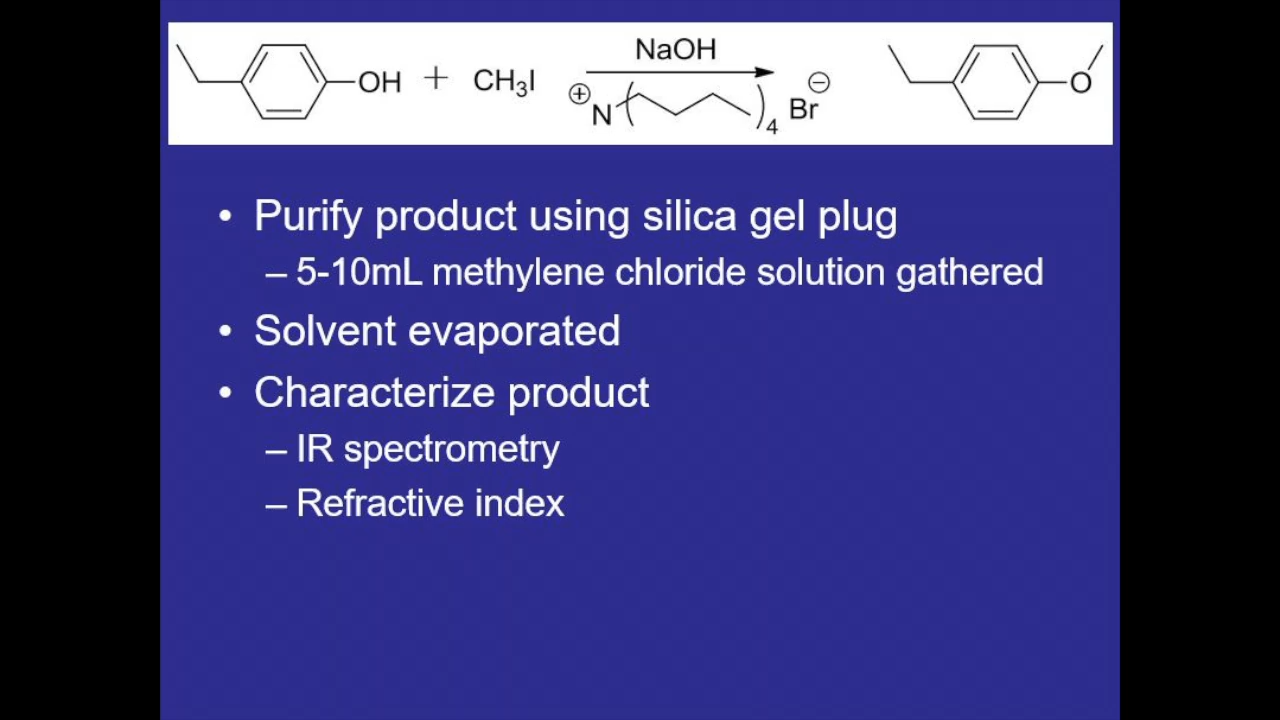 NaOH
OH + CH₃I ⊕ N ( )₄ Br ⊖ O
• Purify product using silica gel plug
– 5-10mL methylene chloride solution gathered
• Solvent evaporated
• Characterize product
– IR spectrometry
– Refractive index